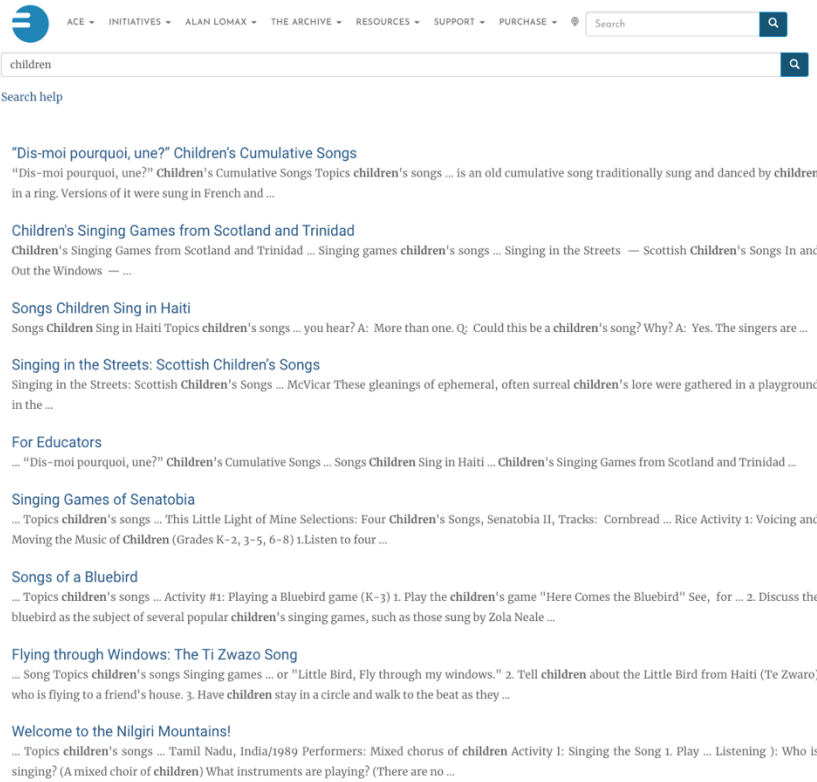 ACE INITIATIVES ALAN LOMAX THE ARCHIVE RESOURCES SUPPORT PURCHASE Search
children
Search help
“Dis-moi pourquoi, une?” Children’s Cumulative Songs
“Dis-moi pourquoi, une?” Children’s Cumulative Songs Topics children's songs ... is an old cumulative song traditionally sung and danced by children
in a ring. Versions of it were sung in French and ...
Children's Singing Games from Scotland and Trinidad
Children's Singing Games from Scotland and Trinidad ... Singing games children's songs ... Singing in the Streets — Scottish Children's Songs In and
Out the Windows — ...
Songs Children Sing in Haiti
Songs Children Sing in Haiti Topics children's songs ... you hear? A: More than one. Q: Could this be a children's song? Why? A: Yes. The singers are ...
Singing in the Streets: Scottish Children’s Songs
Singing in the Streets: Scottish Children’s Songs ... McVicar These gleanings of ephemeral, often surreal children’s lore were gathered in a playground
in the ...
For Educators
... “Dis-moi pourquoi, une?” Children’s Cumulative Songs ... Songs Children Sing in Haiti ... Children's Singing Games from Scotland and Trinidad ...
Singing Games of Senatobia
... Topics children's songs ... This Little Light of Mine Selections: Four Children's Songs, Senatobia II, Tracks: Cornbread ... Rice Activity 1: Voicing and
Moving the Music of Children (Grades K-2, 3-5, 6-8) 1.Listen to four ...
Songs of a Bluebird
... Topics children's songs ... Activity #1: Playing a Bluebird game (K-3) 1. Play the children's game "Here Comes the Bluebird" See, for ... 2. Discuss the
bluebird as the subject of several popular children's singing games, such as those sung by Zola Neale ...
Flying through Windows: The Ti Zwazo Song
... Song Topics children's songs Singing games ... or "Little Bird, Fly through my windows." 2. Tell children about the Little Bird from Haiti (Te Zwaro)
who is flying to a friend's house. 3. Have children stay in a circle and walk to the beat as they ...
Welcome to the Nilgiri Mountains!
... Topics children's songs ... Tamil Nadu, India/1989 Performers: Mixed chorus of children Activity I: Singing the Song 1. Play ... Listening ): Who is
singing? (A mixed choir of children) What instruments are playing? (There are no ...